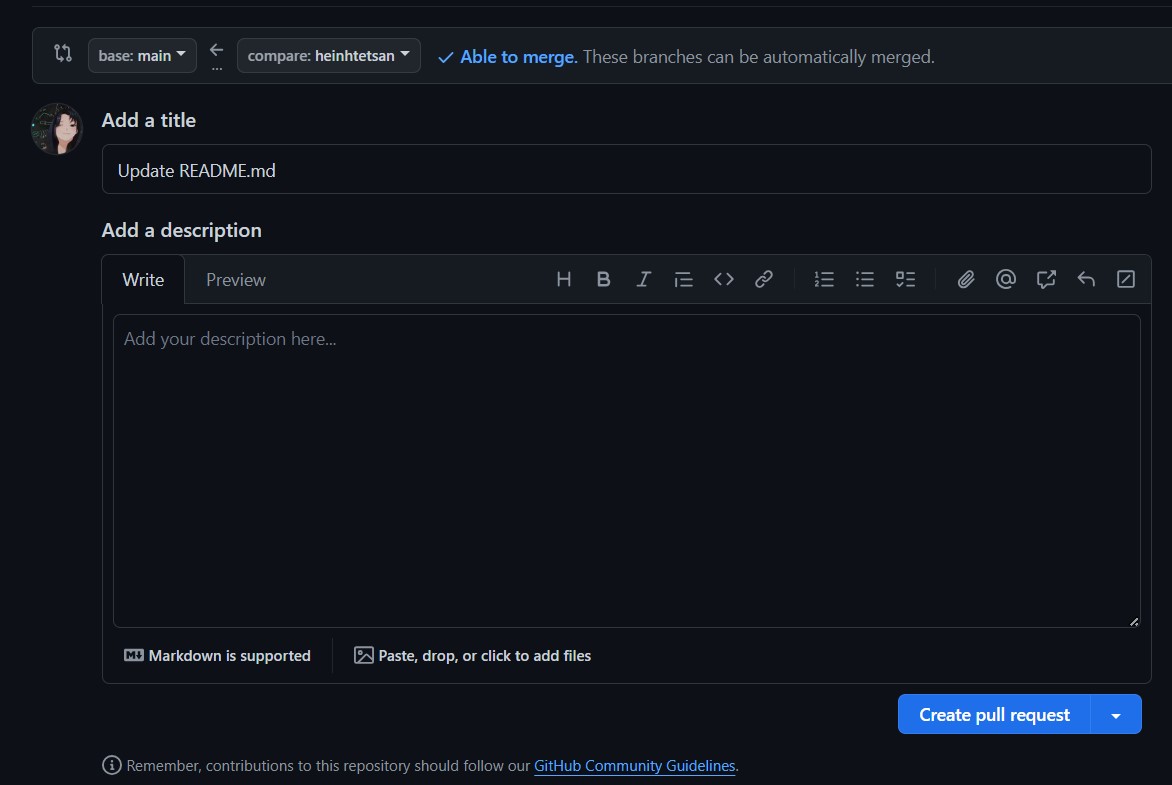 base: main compare: heinhtetsan Able to merge. These branches can be automatically merged.
Add a title
Update README.md
Add a description
Write Preview
Add your description here...
Markdown is supported Paste, drop, or click to add files
Create pull request
Remember, contributions to this repository should follow our GitHub Community Guidelines.